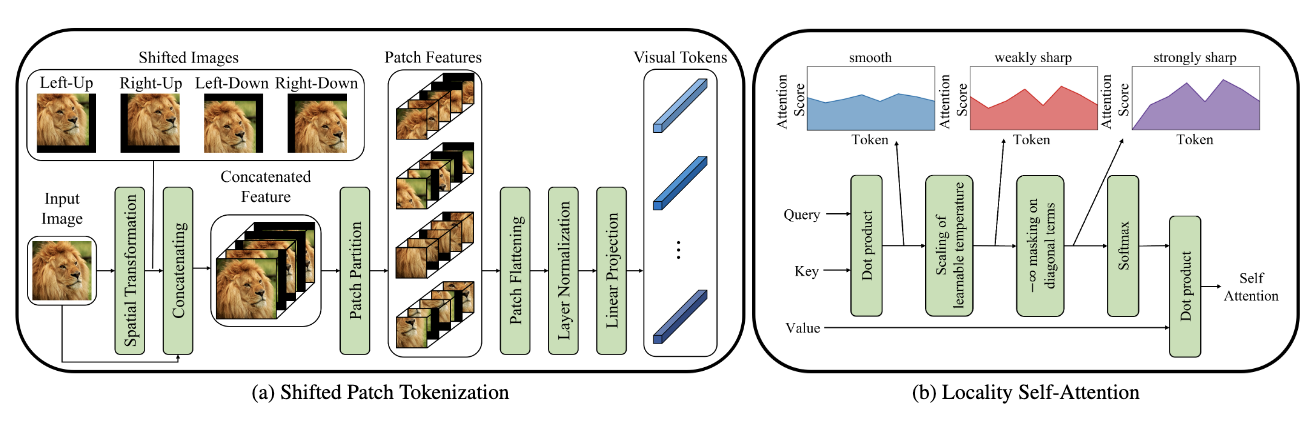 Shifted Images
Left-Up
Right-Up
Left-Down
Right-Down
Input
Image
Spatial Transformation
Concatenating
Concatenated
Feature
Patch Partition
Patch Features
Patch Flattening
Layer Normalization
Linear Projection
Visual Tokens
(a) Shifted Patch Tokenization
smooth
Attention
Score
Token
weakly sharp
Attention
Score
Token
strongly sharp
Attention
Score
Token
Query
Key
Value
Dot product
Scaling of
learnable temperature
−∞ masking on
diagonal terms
Softmax
Dot product
Self
Attention
(b) Locality Self-Attention